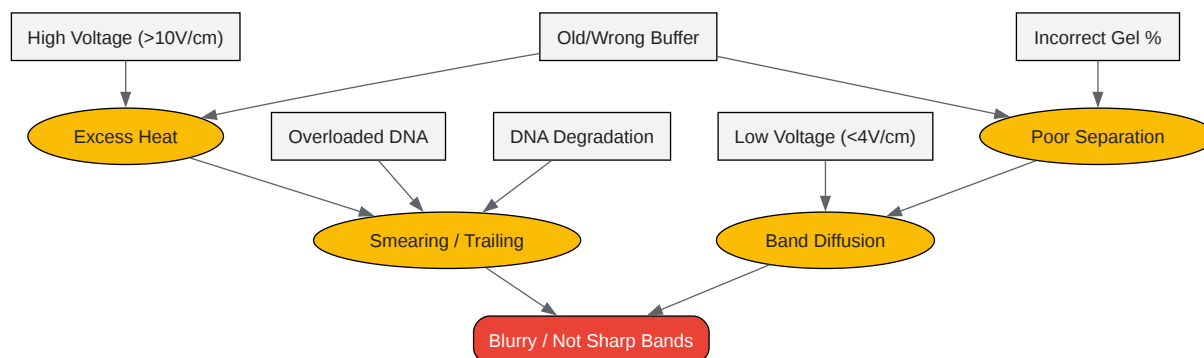 High Voltage (>10V/cm)
Old/Wrong Buffer
Incorrect Gel %
Excess Heat
Overloaded DNA
DNA Degradation
Low Voltage (<4V/cm)
Poor Separation
Smearing / Trailing
Band Diffusion
Blurry / Not Sharp Bands